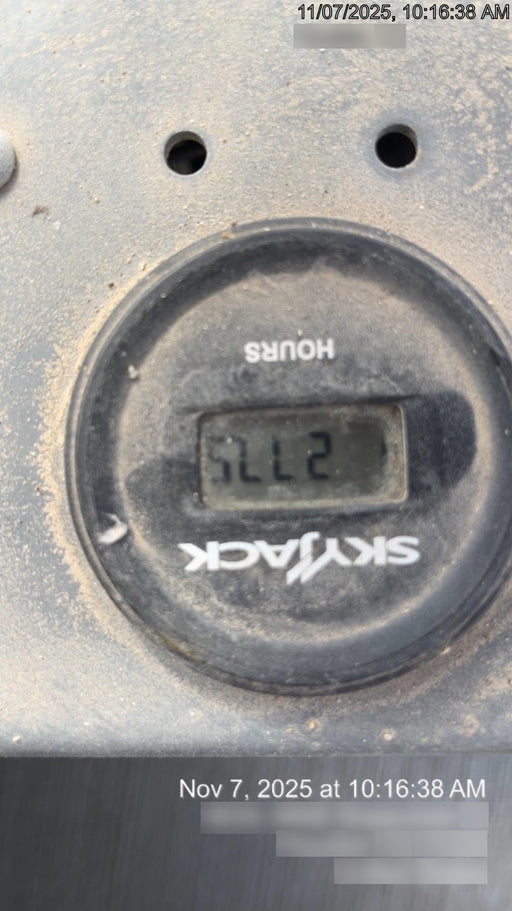 11/07/2025, 10:16:38 AM
SKYJACK
2775
HOURS
Nov 7, 2025 at 10:16:38 AM